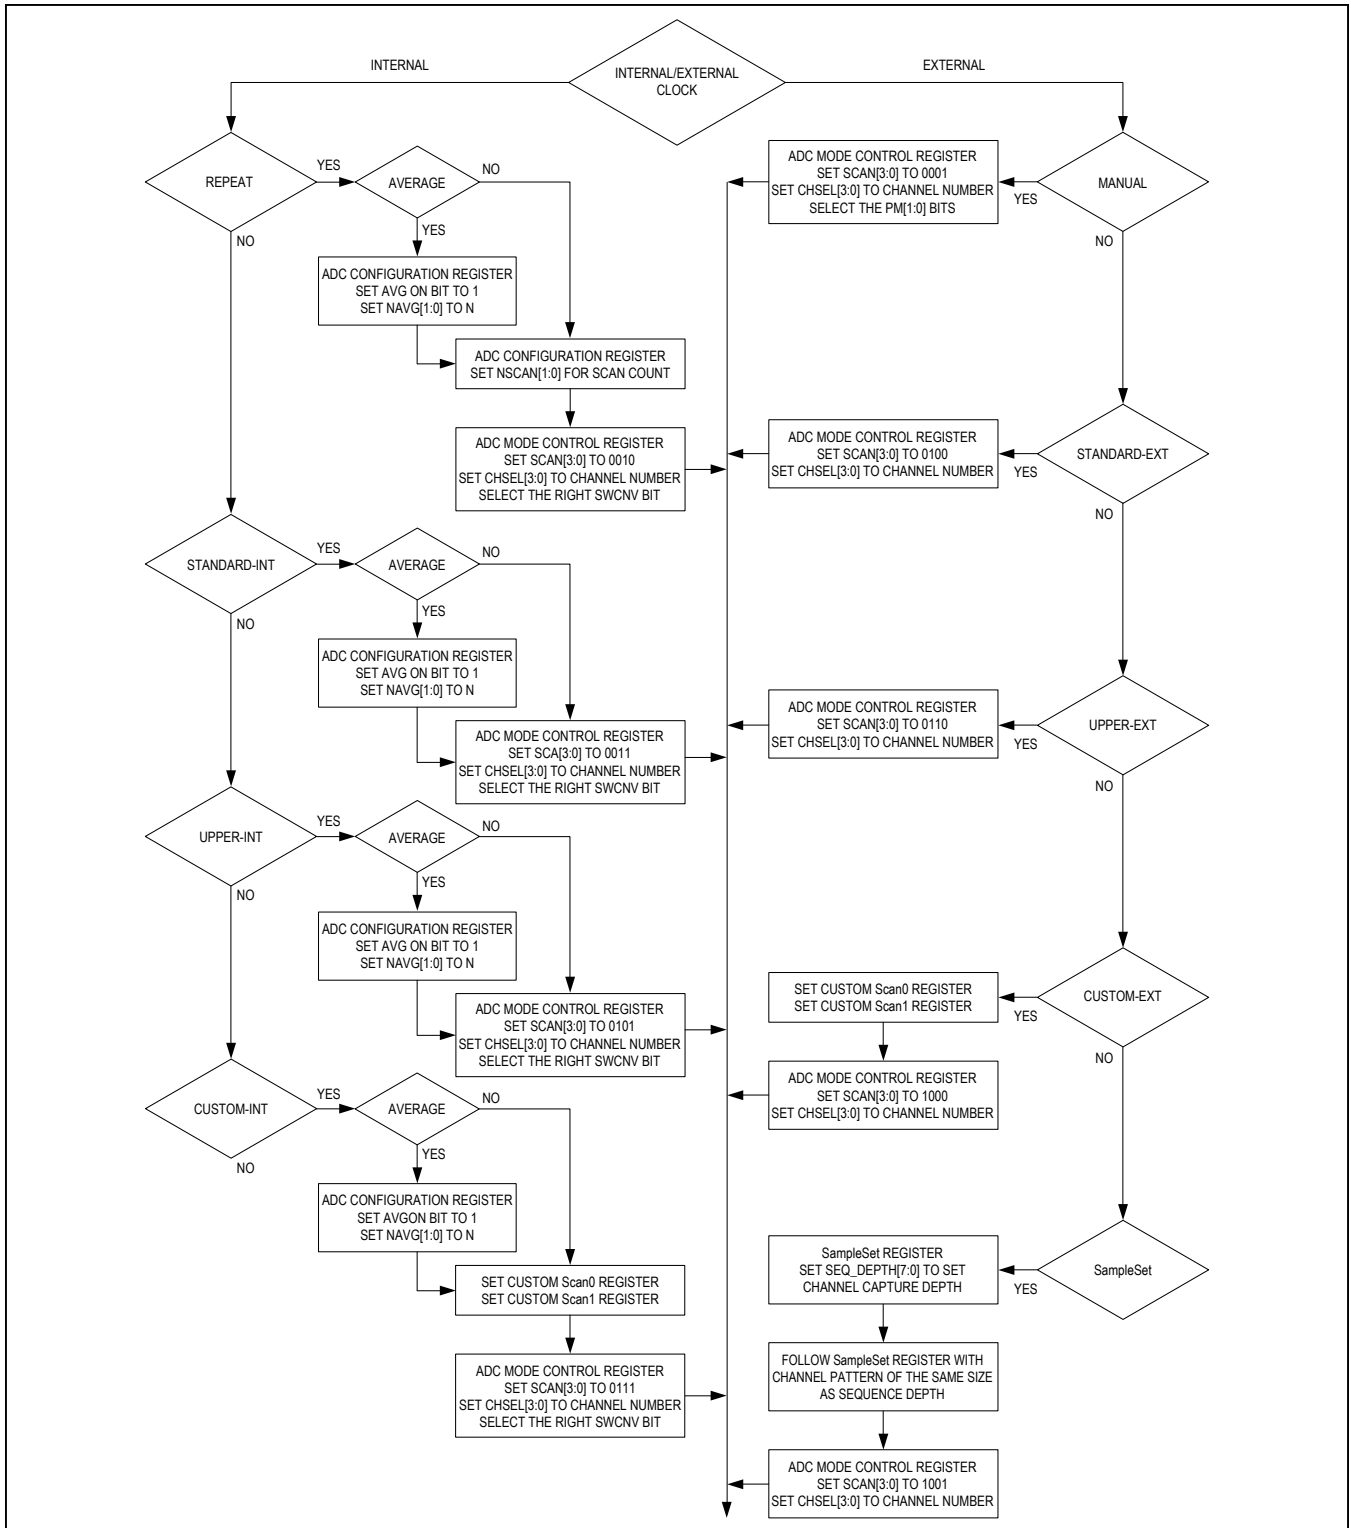 INTERNAL
INTERNAL/EXTERNAL
CLOCK
EXTERNAL
REPEAT
YES
AVERAGE
NO
YES
NO
ADC CONFIGURATION REGISTER
SET AVG ON BIT TO 1
SET NAVG[1:0] TO N
ADC CONFIGURATION REGISTER
SET NSCAN[1:0] FOR SCAN COUNT
ADC MODE CONTROL REGISTER
SET SCAN[3:0] TO 0010
SET CHSEL[3:0] TO CHANNEL NUMBER
SELECT THE RIGHT SWCNV BIT
STANDARD-INT
YES
AVERAGE
NO
YES
NO
ADC CONFIGURATION REGISTER
SET AVG ON BIT TO 1
SET NAVG[1:0] TO N
ADC MODE CONTROL REGISTER
SET SCA[3:0] TO 0011
SET CHSEL[3:0] TO CHANNEL NUMBER
SELECT THE RIGHT SWCNV BIT
UPPER-INT
YES
AVERAGE
NO
YES
NO
ADC CONFIGURATION REGISTER
SET AVG ON BIT TO 1
SET NAVG[1:0] TO N
ADC MODE CONTROL REGISTER
SET SCAN[3:0] TO 0101
SET CHSEL[3:0] TO CHANNEL NUMBER
SELECT THE RIGHT SWCNV BIT
CUSTOM-INT
YES
AVERAGE
NO
YES
NO
ADC CONFIGURATION REGISTER
SET AVGON BIT TO 1
SET NAVG[1:0] TO N
SET CUSTOM Scan0 REGISTER
SET CUSTOM Scan1 REGISTER
ADC MODE CONTROL REGISTER
SET SCAN[3:0] TO 0111
SET CHSEL[3:0] TO CHANNEL NUMBER
SELECT THE RIGHT SWCNV BIT
ADC MODE CONTROL REGISTER
SET SCAN[3:0] TO 0001
SET CHSEL[3:0] TO CHANNEL NUMBER
SELECT THE PM[1:0] BITS
MANUAL
YES
NO
ADC MODE CONTROL REGISTER
SET SCAN[3:0] TO 0100
SET CHSEL[3:0] TO CHANNEL NUMBER
STANDARD-EXT
YES
NO
ADC MODE CONTROL REGISTER
SET SCAN[3:0] TO 0110
SET CHSEL[3:0] TO CHANNEL NUMBER
UPPER-EXT
YES
NO
SET CUSTOM Scan0 REGISTER
SET CUSTOM Scan1 REGISTER
CUSTOM-EXT
YES
NO
ADC MODE CONTROL REGISTER
SET SCAN[3:0] TO 1000
SET CHSEL[3:0] TO CHANNEL NUMBER
SampleSet REGISTER
SET SEQ_DEPTH[7:0] TO SET
CHANNEL CAPTURE DEPTH
SampleSet
YES
FOLLOW SampleSet REGISTER WITH
CHANNEL PATTERN OF THE SAME SIZE
AS SEQUENCE DEPTH
ADC MODE CONTROL REGISTER
SET SCAN[3:0] TO 1001
SET CHSEL[3:0] TO CHANNEL NUMBER